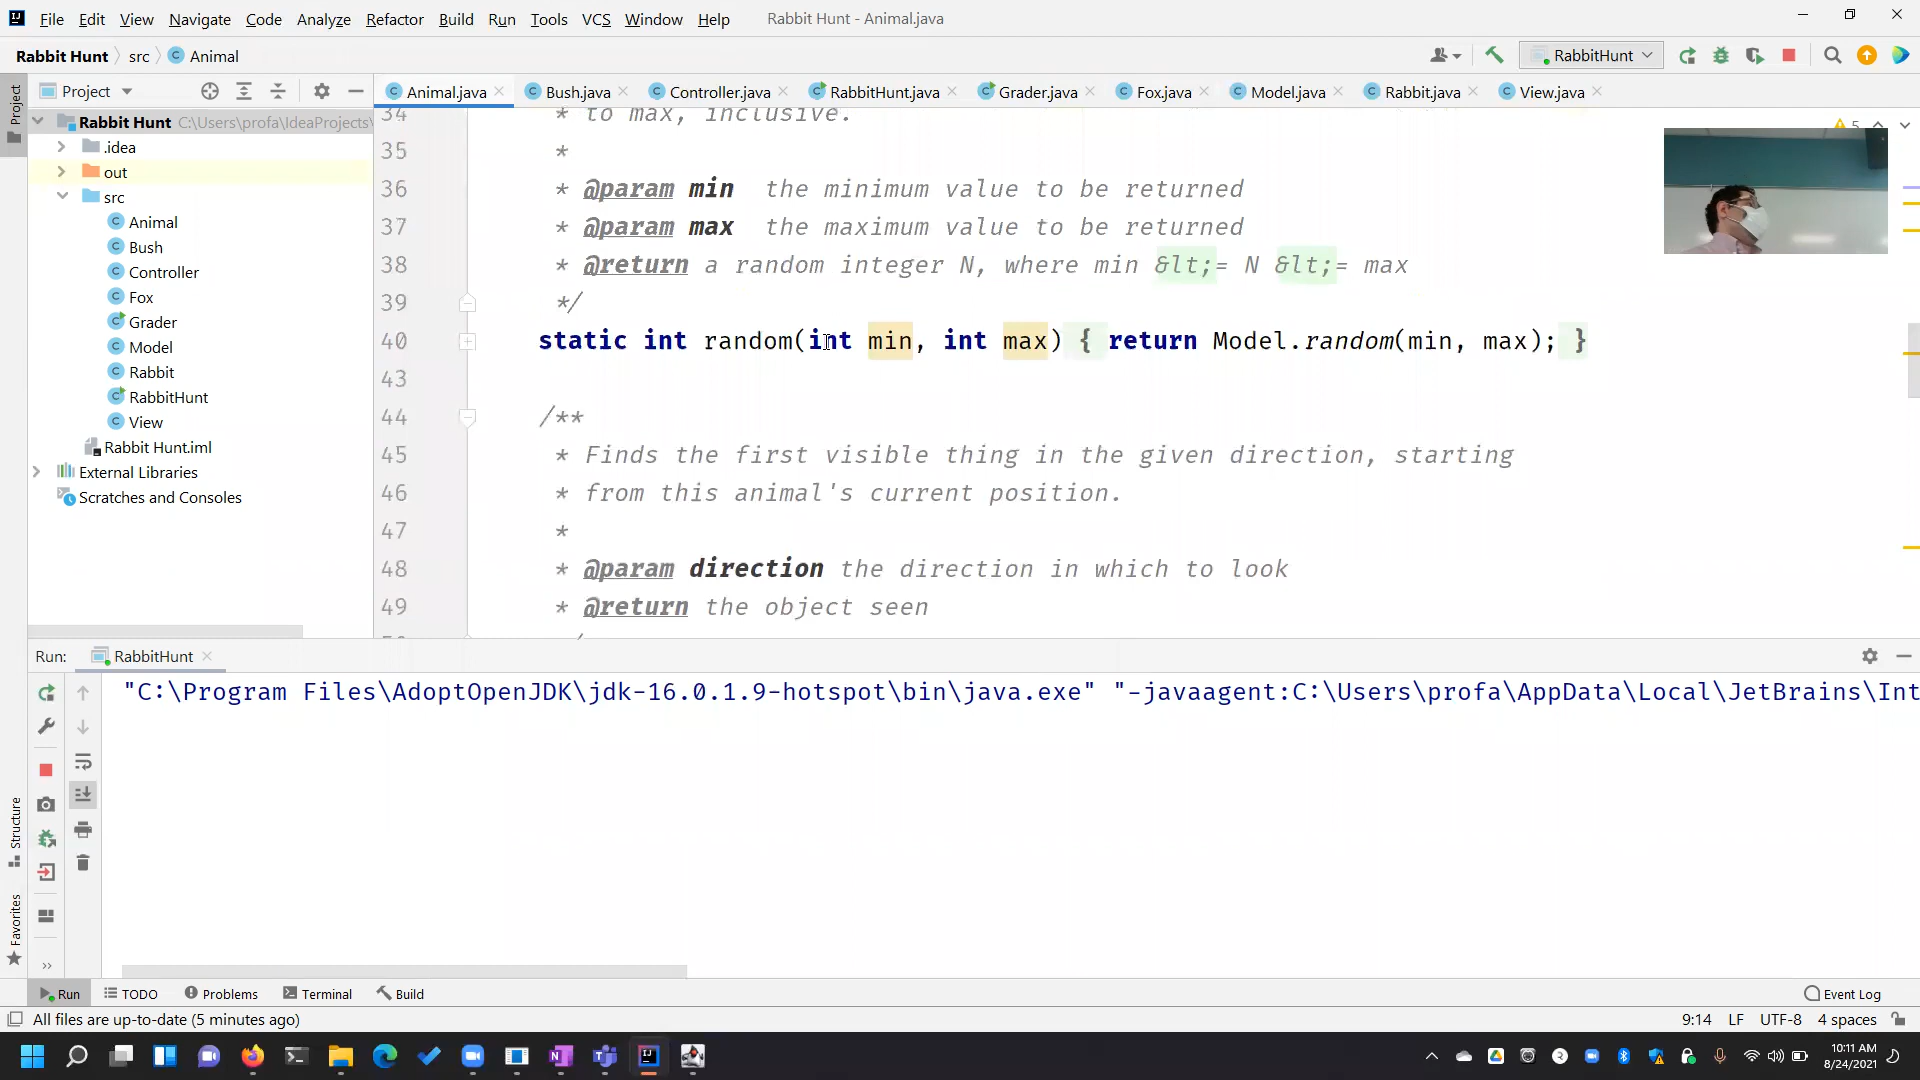 File Edit View Navigate Code Analyze Refactor Build Run Tools VCS Window Help Rabbit Hunt - Animal.java
Rabbit Hunt src Animal RabbitHunt
Project Animal.java Bush.java Controller.java RabbitHunt.java Grader.java Fox.java Model.java Rabbit.java View.java
Project
Rabbit Hunt C:\Users\profa\IdeaProjects\
.idea
out
src
Animal
Bush
Controller
Fox
Grader
Model
Rabbit
RabbitHunt
View
Rabbit Hunt.iml
External Libraries
Scratches and Consoles
5
34 * to max, inclusive.
35 *
36 * @param min the minimum value to be returned
37 * @param max the maximum value to be returned
38 * @return a random integer N, where min &lt;= N &lt;= max
39 */
40 static int random(int min, int max) { return Model.random(min, max); }
43
44 /**
45 * Finds the first visible thing in the given direction, starting
46 * from this animal's current position.
47 *
48 * @param direction the direction in which to look
49 * @return the object seen
Run: RabbitHunt
"C:\Program Files\AdoptOpenJDK\jdk-16.0.1.9-hotspot\bin\java.exe" "-javaagent:C:\Users\profa\AppData\Local\JetBrains\Int
Structure
Favorites
Run TODO Problems Terminal Build Event Log
All files are up-to-date (5 minutes ago) 9:14 LF UTF-8 4 spaces
10:11 AM
8/24/2021